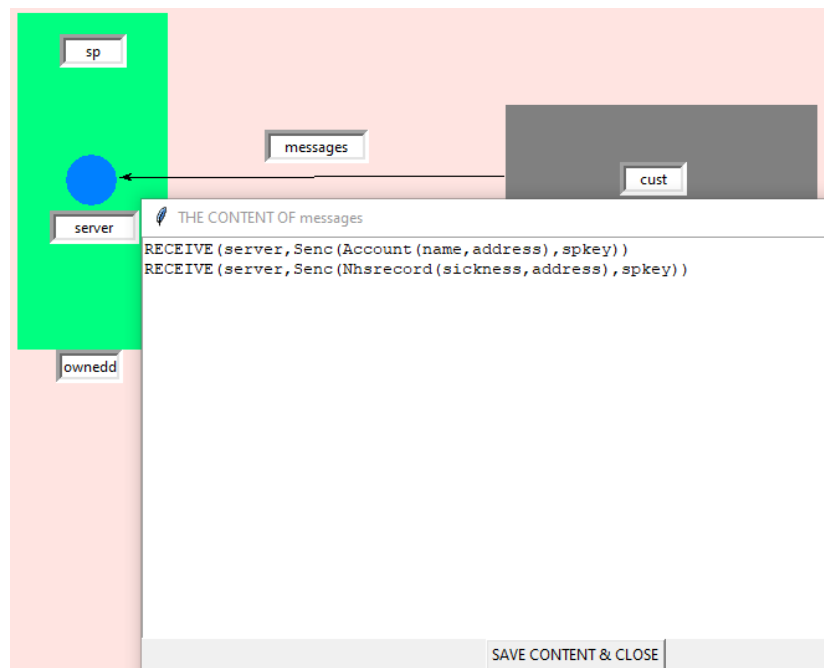 sp
messages
cust
server
THE CONTENT OF messages
RECEIVE(server,Senc(Account(name,address),spkey))
RECEIVE(server,Senc(Nhsrecord(sickness,address),spkey))
ownedd
SAVE CONTENT & CLOSE